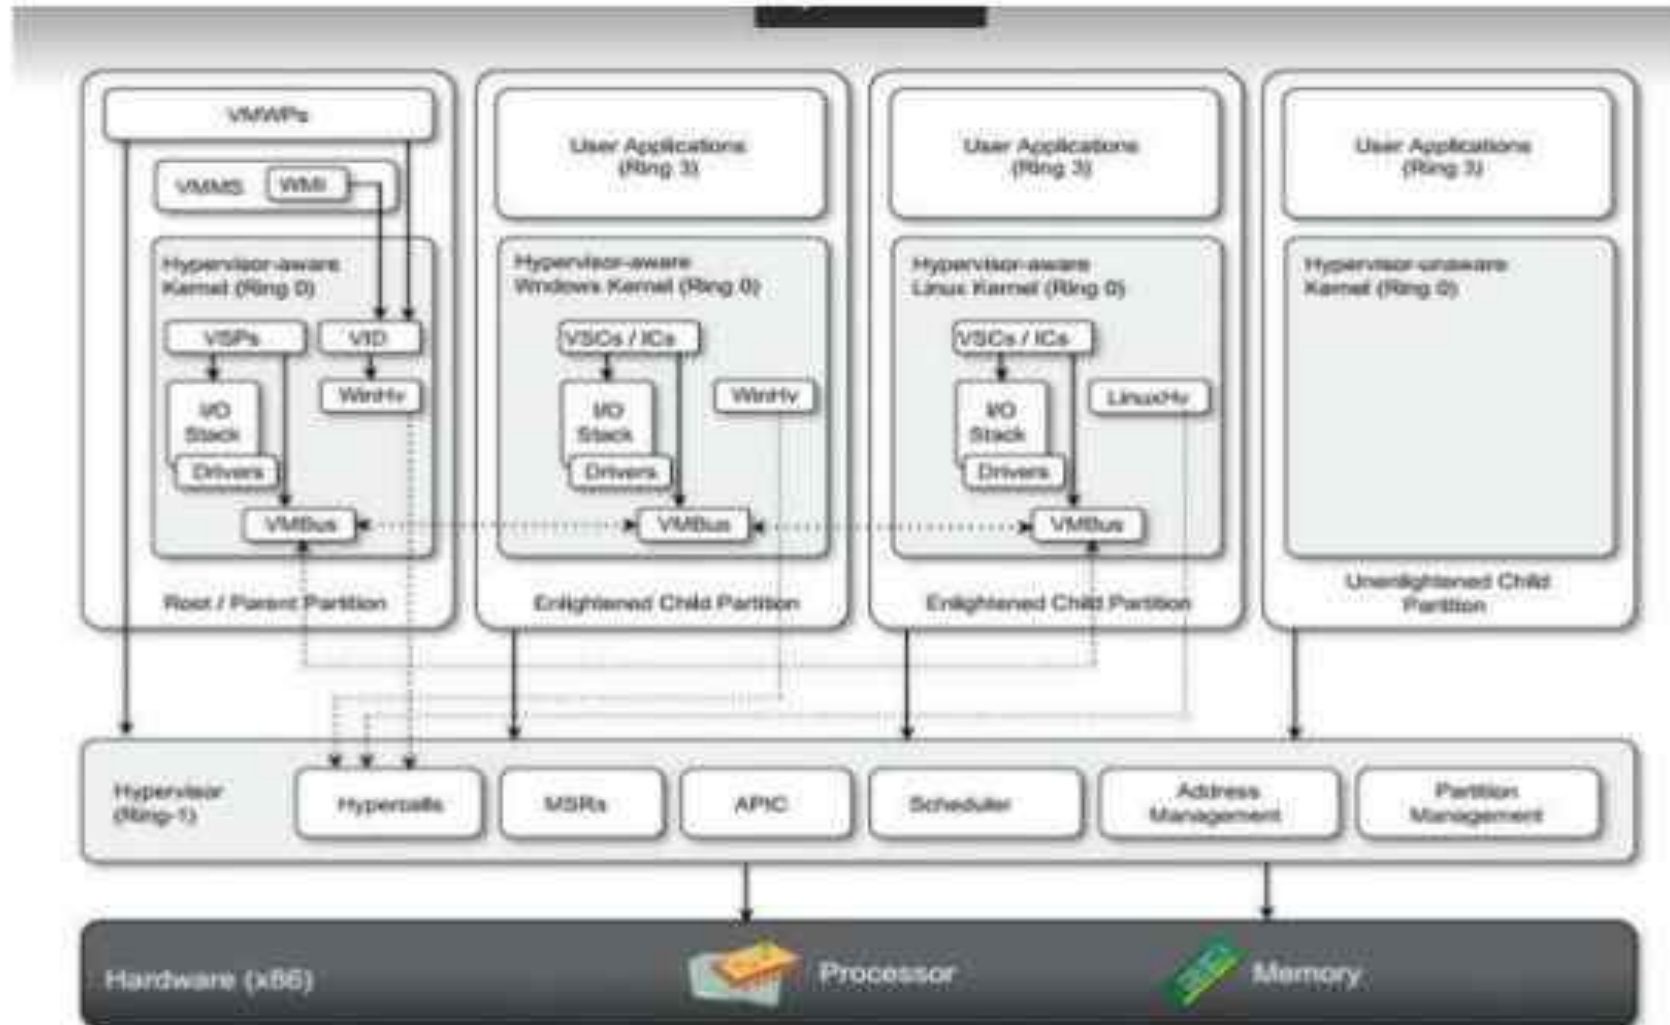 VMWPs
VMMS
WMI
Hypervisor-aware
Kernel (Ring 0)
VSPs
VID
WinHv
I/O
Stack
Drivers
VMBus
Root / Parent Partition
User Applications
(Ring 3)
Hypervisor-aware
Wndows Kernel (Ring 0)
VSCs / ICs
WinHv
I/O
Stack
Drivers
VMBus
Enlightened Child Partition
User Applications
(Ring 3)
Hypervisor-aware
Linux Kernel (Ring 0)
VSCs / ICs
LinuxHv
I/O
Stack
Drivers
VMBus
Enlightened Child Partition
User Applications
(Ring 3)
Hypervisor-unaware
Kernel (Ring 0)
Unenlightened Child
Partition
Hypervisor
(Ring-1)
Hypercalls
MSRs
APIC
Scheduler
Address
Management
Partition
Management
Hardware (x86)
Processor
Memory